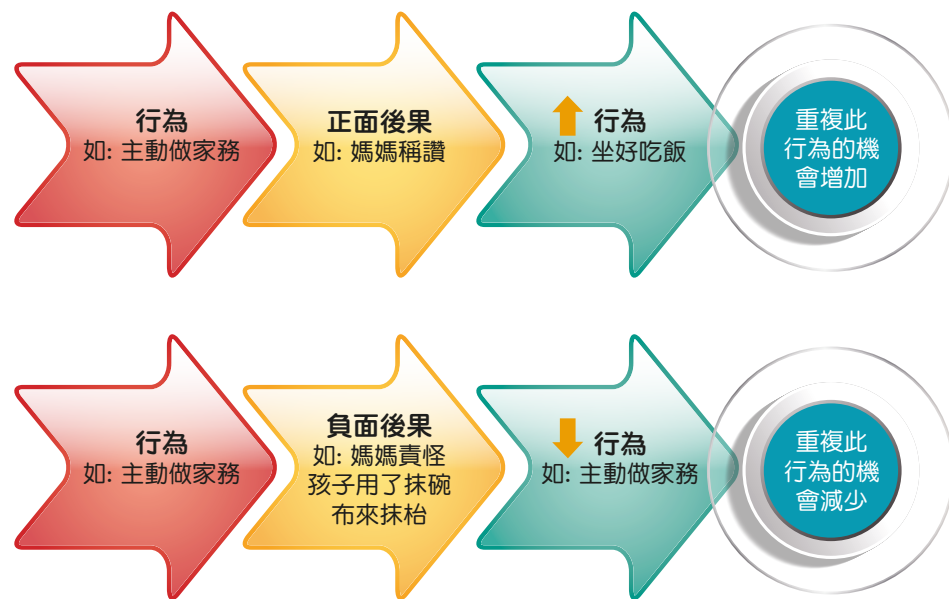 行為
如: 主動做家務
正面後果
如: 媽媽稱讚
行為
如: 坐好吃飯
重複此
行為的機
會增加
行為
如: 主動做家務
負面後果
如: 媽媽責怪
孩子用了抹碗
布來抹枱
行為
如: 主動做家務
重複此
行為的機
會減少